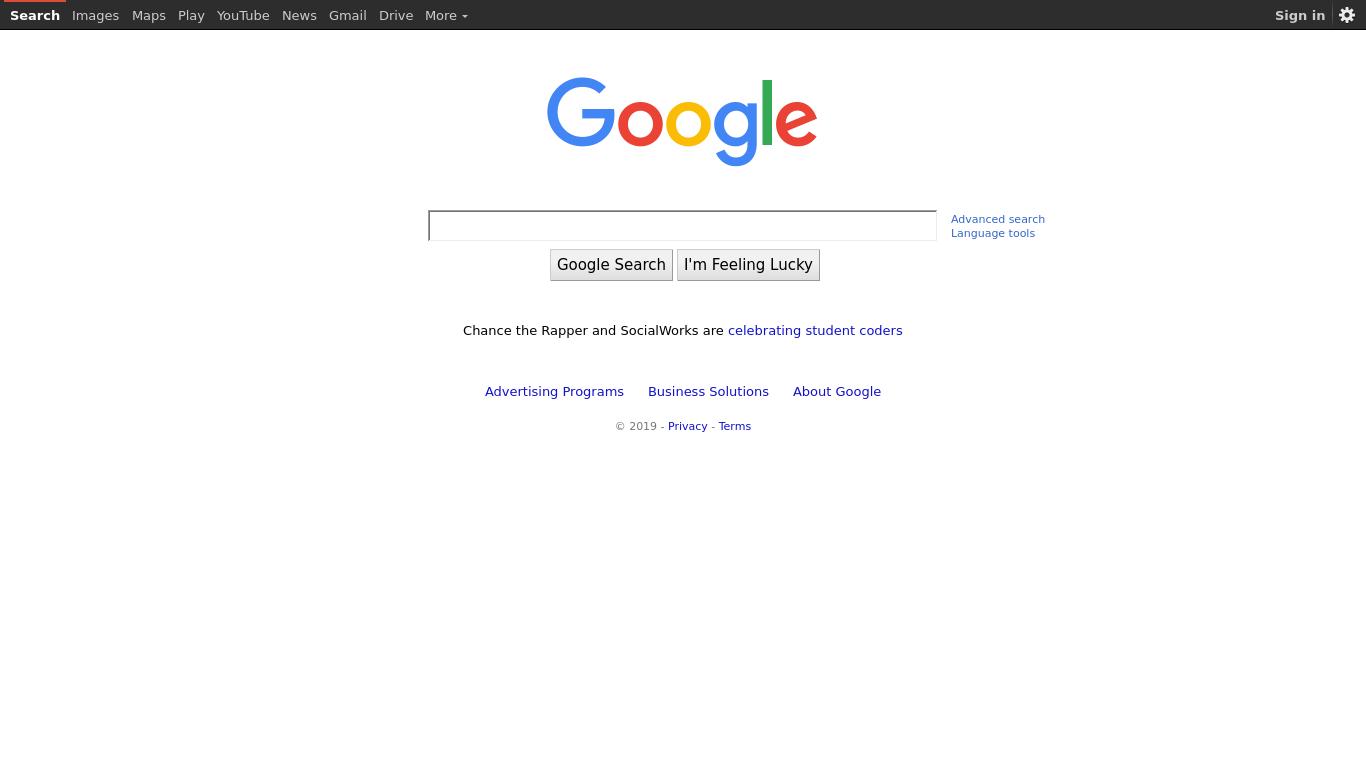 Search Images Maps Play YouTube News Gmail Drive More Sign in
Google
Advanced search
Language tools
Google Search I'm Feeling Lucky
Chance the Rapper and SocialWorks are celebrating student coders
Advertising Programs Business Solutions About Google
© 2019 - Privacy - Terms